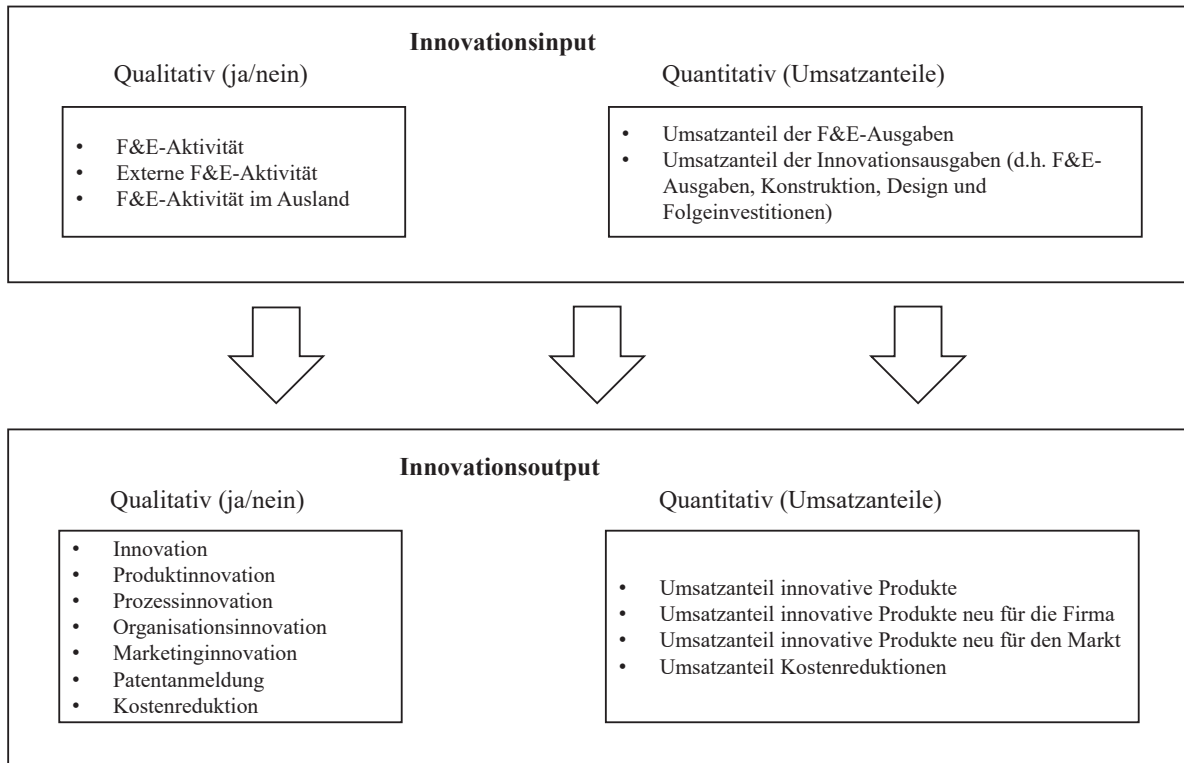 Innovationsinput
Qualitativ (ja/nein)
• F&E-Aktivität
• Externe F&E-Aktivität
• F&E-Aktivität im Ausland
Quantitativ (Umsatzanteile)
• Umsatzanteil der F&E-Ausgaben
• Umsatzanteil der Innovationsausgaben (d.h. F&E-
Ausgaben, Konstruktion, Design und
Folgeinvestitionen)
Innovationsoutput
Qualitativ (ja/nein)
• Innovation
• Produktinnovation
• Prozessinnovation
• Organisationsinnovation
• Marketinginnovation
• Patentanmeldung
• Kostenreduktion
Quantitativ (Umsatzanteile)
• Umsatzanteil innovative Produkte
• Umsatzanteil innovative Produkte neu für die Firma
• Umsatzanteil innovative Produkte neu für den Markt
• Umsatzanteil Kostenreduktionen